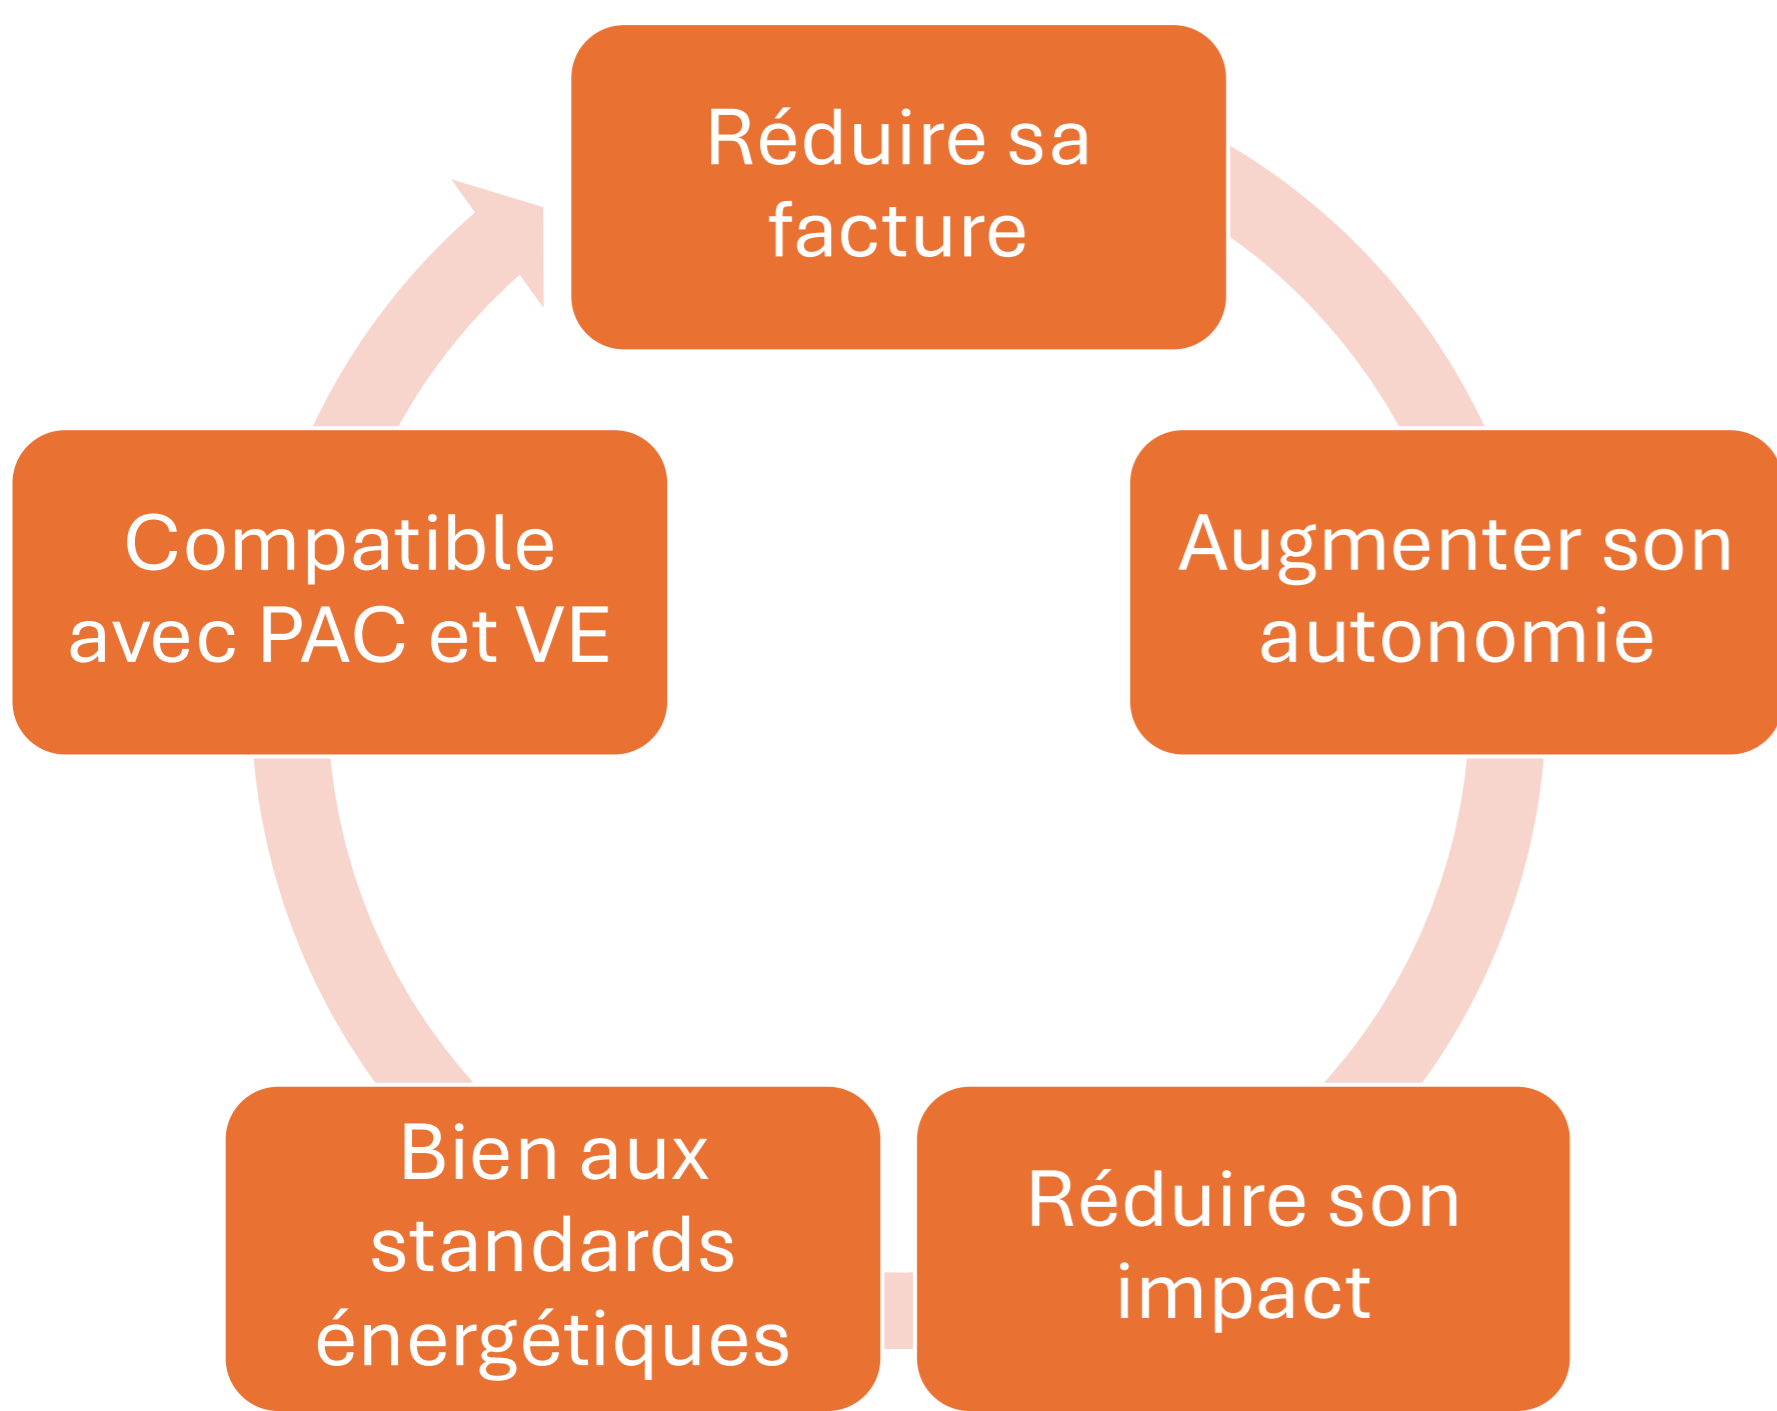 Réduire sa
facture
Augmenter son
autonomie
Réduire son
impact
Bien aux
standards
énergétiques
Compatible
avec PAC et VE